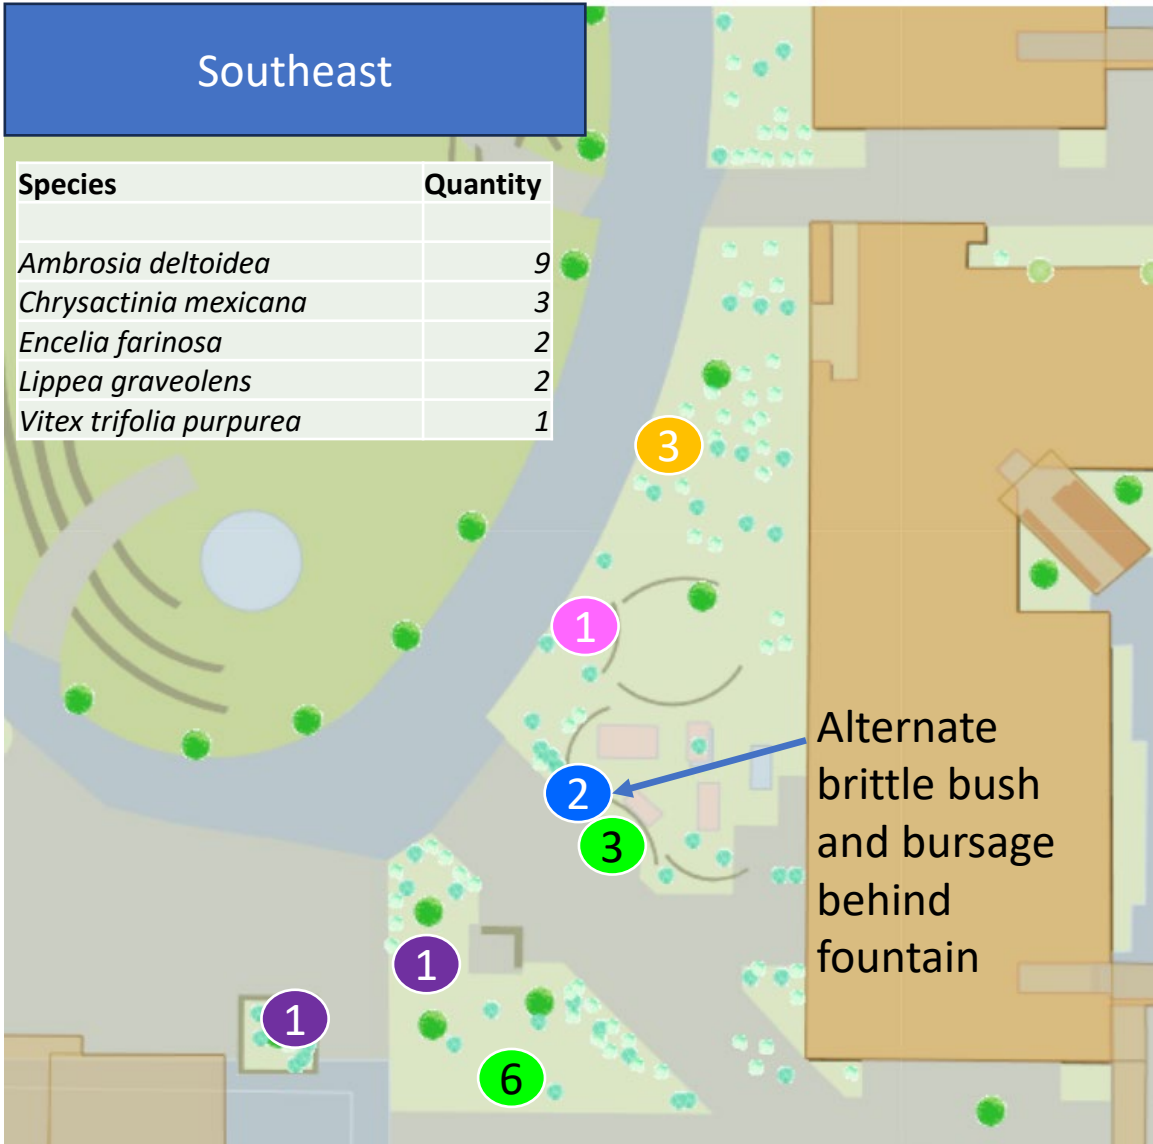 Southeast
Species Quantity
Ambrosia deltoidea 9
Chrysactinia mexicana 3
Encelia farinosa 2
Lippea graveolens 2
Vitex trifolia purpurea 1
3
1
Alternate
brittle bush
and bursage
behind
fountain
2
3
1
1
6